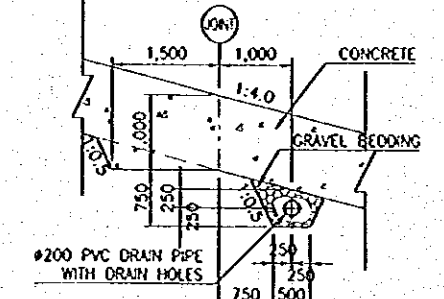 JOINT
1,500
1,000
CONCRETE
1:4.0
1,000
GRAVEL BEDDING
1:0.5
750
250
250
1:0.5
ø200 PVC DRAIN PIPE
WITH DRAIN HOLES
250
250
750
500